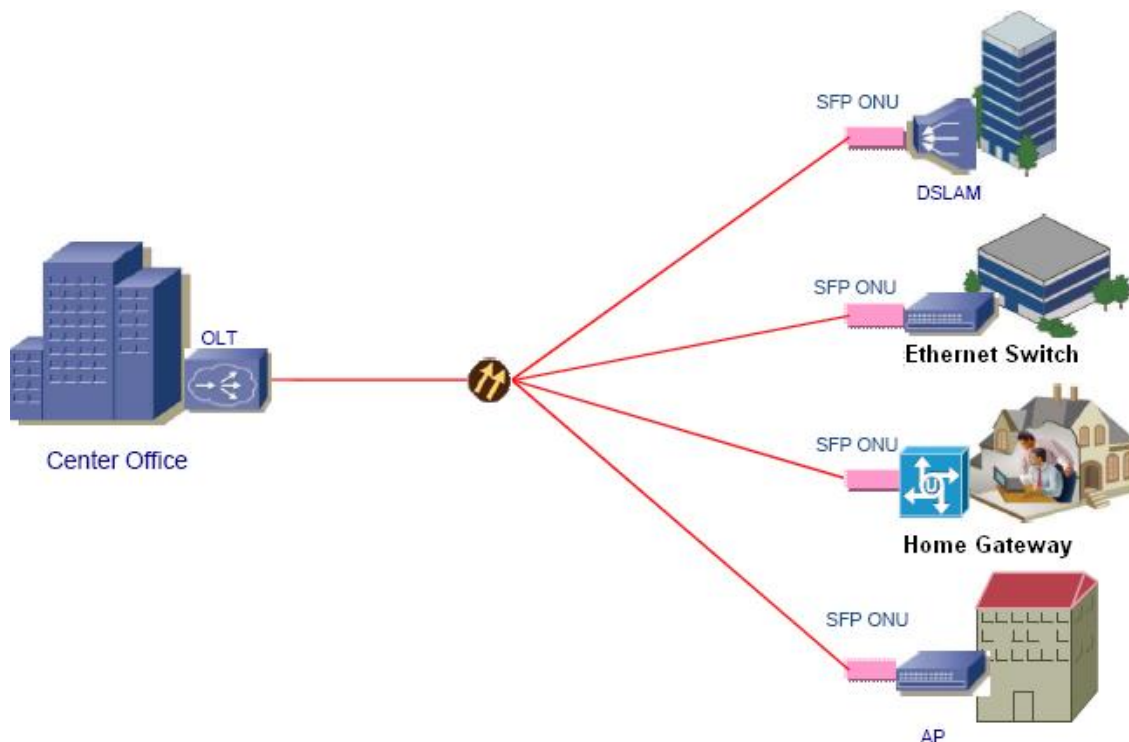 SFP ONU
DSLAM
SFP ONU
Ethernet Switch
OLT
Center Office
SFP ONU
U
Home Gateway
SFP ONU
AP